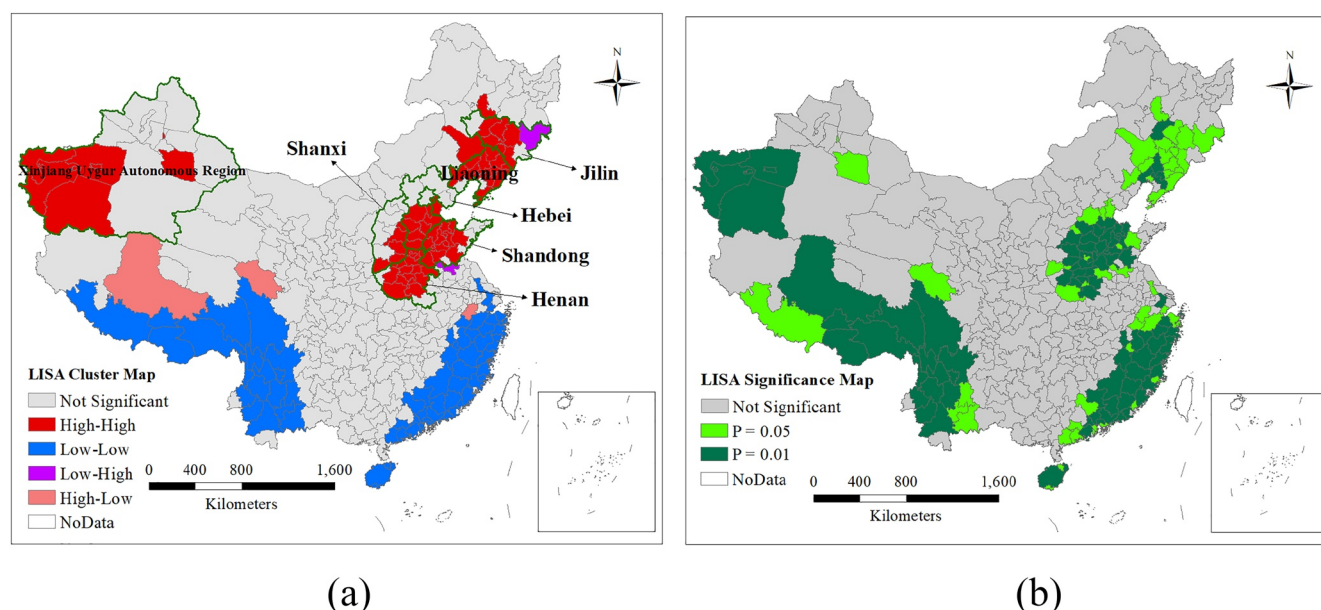 N
Shanxi
Xinjiang Uygur Autonomous Region
Liaoning
Jilin
Hebei
Shandong
Henan
LISA Cluster Map
Not Significant
High-High
Low-Low
Low-High
High-Low
NoData
0 400 800 1,600
Kilometers
(a)
N
LISA Significance Map
Not Significant
P = 0.05
P = 0.01
NoData
0 400 800 1,600
Kilometers
(b)